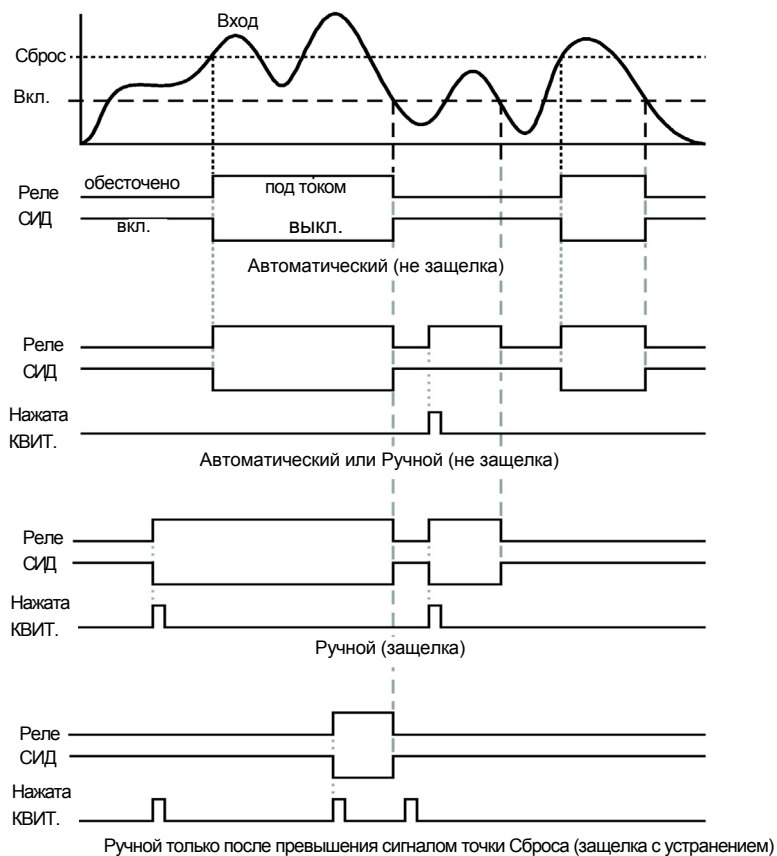 Вход
Сброс
Вкл.
обесточено
под током
Реле
СИД
вкл.
выкл.
Автоматический (не защелка)
Реле
СИД
Нажата
КВИТ.
Автоматический или Ручной (не защелка)
Реле
СИД
Нажата
КВИТ.
Ручной (защелка)
Реле
СИД
Нажата
КВИТ.
Ручной только после превышения сигналом точки Сброса (защелка с устранением)